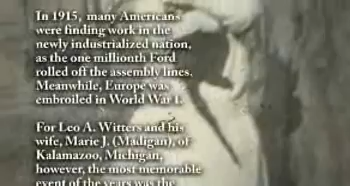 In 1915, many Americans
were finding work in the
newly industrialized nation,
as the one millionth Ford
rolled off the assembly lines.
Meanwhile, Europe was
embroiled in World War I.
For Leo A. Witters and his
wife, Marie J. (Madigan), of
Kalamazoo, Michigan,
however, the most memorable
event of the years was the